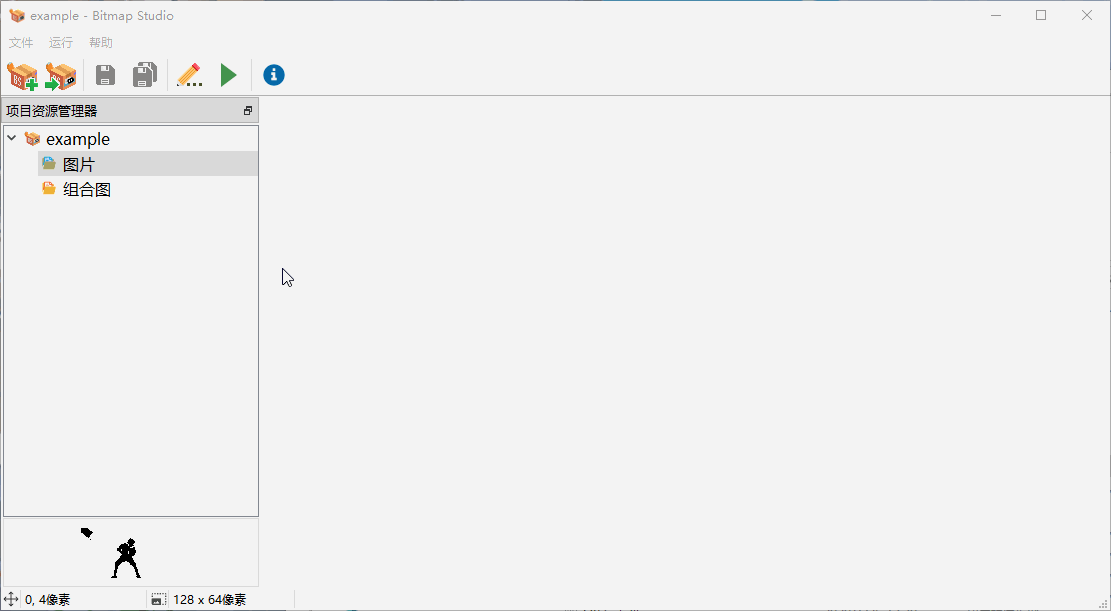 example - Bitmap Studio
文件 运行 帮助
项目资源管理器
example
图片
组合图
0, 4像素 128 x 64像素